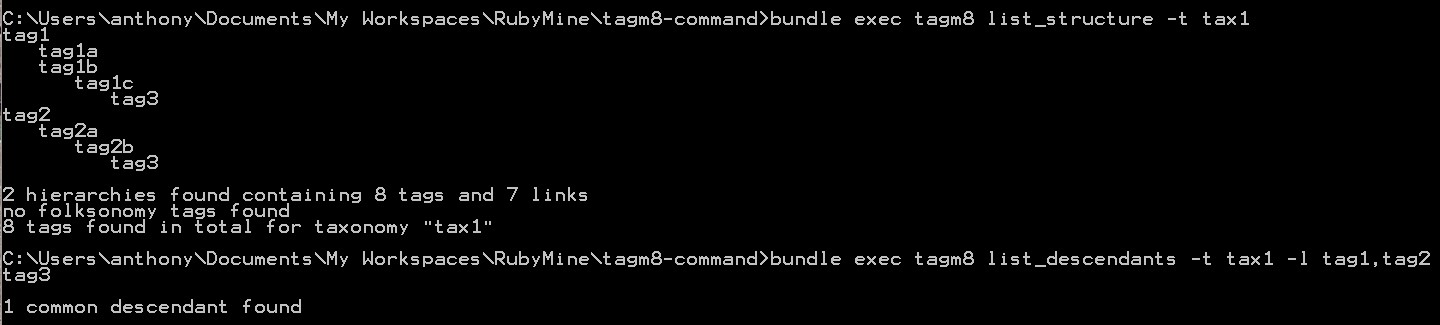 C:\Users\anthony\Documents\My Workspaces\RubyMine\tagm8-command>bundle exec tagm8 list_structure -t tax1
tag1
   tag1a
   tag1b
      tag1c
         tag3
tag2
   tag2a
      tag2b
         tag3

2 hierarchies found containing 8 tags and 7 links
no folksonomy tags found
8 tags found in total for taxonomy "tax1"

C:\Users\anthony\Documents\My Workspaces\RubyMine\tagm8-command>bundle exec tagm8 list_descendants -t tax1 -l tag1,tag2
tag3

1 common descendant found